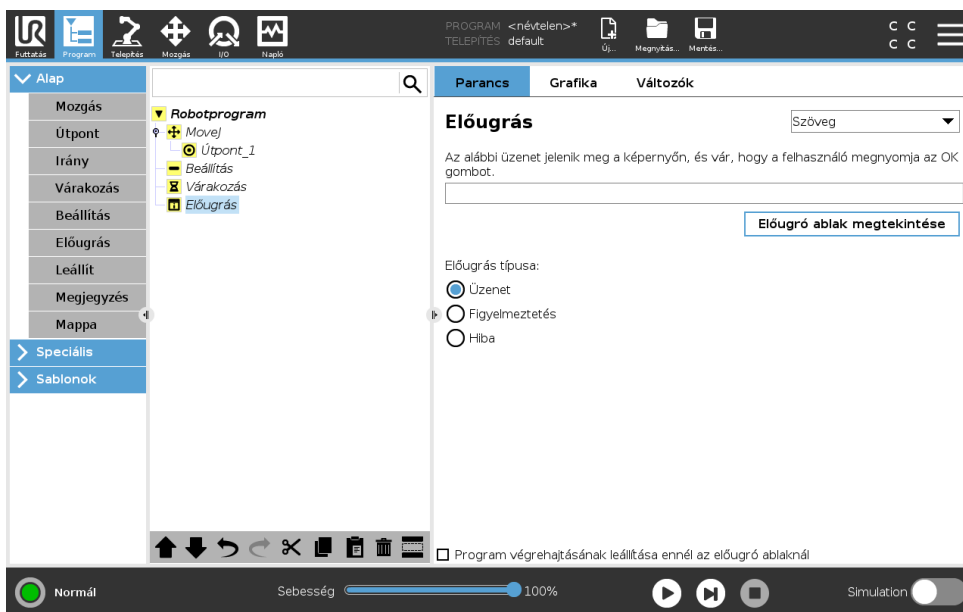 UR
Futtatás
Program
Telepítés
Mozgás
I/O
Napló
PROGRAM <névtelen>*
TELEPÍTÉS default
Új...
Megnyitás...
Mentés...
C C
C C
Alap
Mozgás
Útpont
Irány
Várakozás
Beállítás
Előugrás
Leállít
Megjegyzés
Mappa
Speciális
Sablonok
Robotprogram
MoveJ
Útpont_1
Beállítás
Várakozás
Előugrás
Parancs
Grafika
Változók
Előugrás
Szöveg
Az alábbi üzenet jelenik meg a képernyőn, és vár, hogy a felhasználó megnyomja az OK
gombot.
Előugró ablak megtekintése
Előugrás típusa:
Üzenet
Figyelmeztetés
Hiba
Program végrehajtásának leállítása ennél az előugró ablaknál
Normál
Sebesség
100%
Simulation